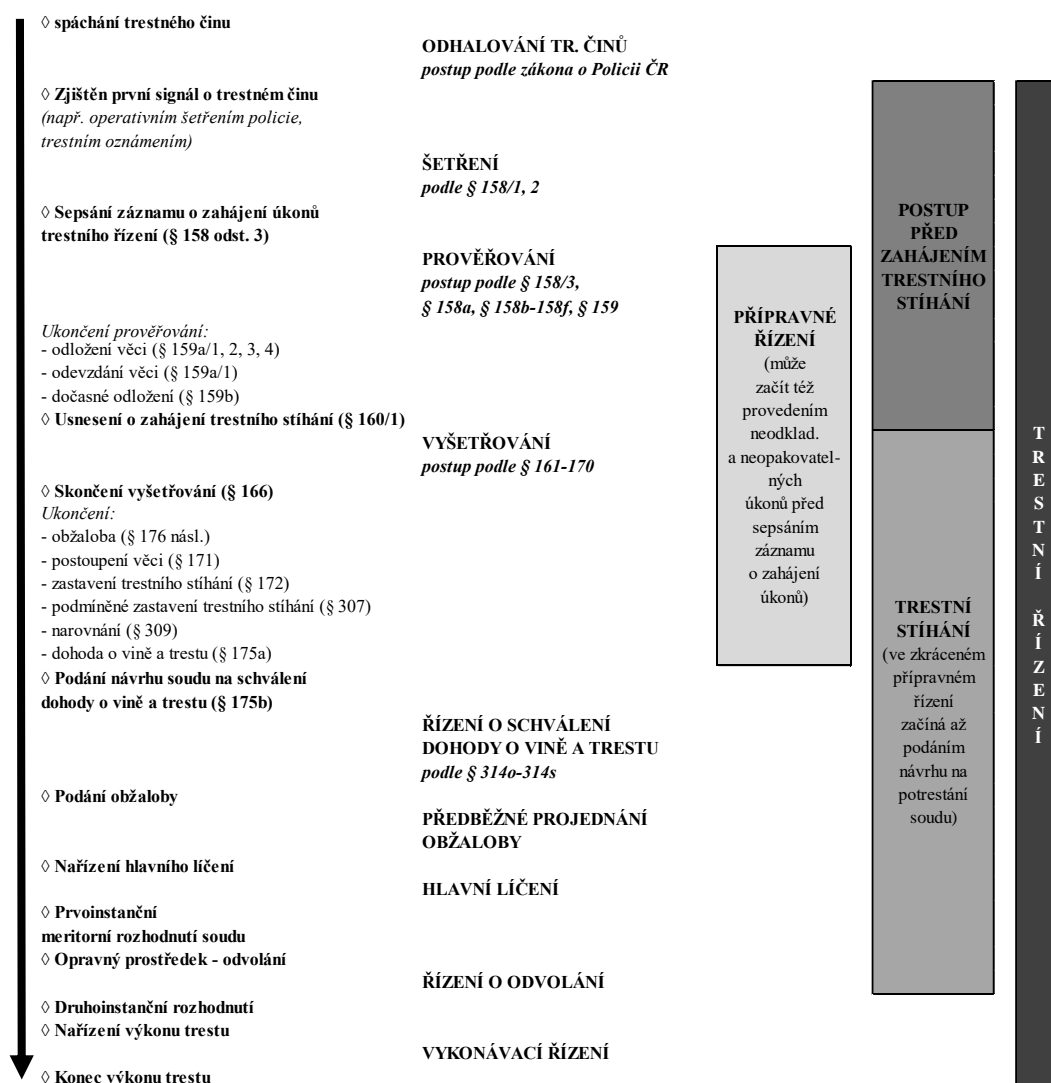 ◊ spáchání trestného činu
ODHALOVÁNÍ TR. ČINŮ
postup podle zákona o Policii ČR
◊ Zjištěn první signál o trestném činu
(např. operativním šetřením policie,
trestním oznámením)
ŠETŘENÍ
podle § 158/1, 2
◊ Sepsání záznamu o zahájení úkonů
trestního řízení (§ 158 odst. 3)
PROVĚŘOVÁNÍ
postup podle § 158/3,
§ 158a, § 158b-158f, § 159
Ukončení prověřování:
- odložení věci (§ 159a/1, 2, 3, 4)
- odevzdání věci (§ 159a/1)
- dočasné odložení (§ 159b)
◊ Usnesení o zahájení trestního stíhání (§ 160/1)
VYŠETŘOVÁNÍ
postup podle § 161-170
◊ Skončení vyšetřování (§ 166)
Ukončení:
- obžaloba (§ 176 násl.)
- postoupení věci (§ 171)
- zastavení trestního stíhání (§ 172)
- podmíněné zastavení trestního stíhání (§ 307)
- narovnání (§ 309)
- dohoda o vině a trestu (§ 175a)
◊ Podání návrhu soudu na schválení
dohody o vině a trestu (§ 175b)
ŘÍZENÍ O SCHVÁLENÍ
DOHODY O VINĚ A TRESTU
podle § 314o-314s
◊ Podání obžaloby
PŘEDBĚŽNÉ PROJEDNÁNÍ
OBŽALOBY
◊ Nařízení hlavního líčení
HLAVNÍ LÍČENÍ
◊ Prvoinstanční
meritorní rozhodnutí soudu
◊ Opravný prostředek - odvolání
ŘÍZENÍ O ODVOLÁNÍ
◊ Druhoinstanční rozhodnutí
◊ Nařízení výkonu trestu
VYKONÁVACÍ ŘÍZENÍ
◊ Konec výkonu trestu
PŘÍPRAVNÉ
ŘÍZENÍ
(může
začít též
provedením
neodklad.
a neopakovatel-
ných
úkonů před
sepsáním
záznamu
o zahájení
úkonů)
POSTUP
PŘED
ZAHÁJENÍM
TRESTNÍHO
STÍHÁNÍ
TRESTNÍ
STÍHÁNÍ
(ve zkráceném
přípravném
řízení
začíná až
podáním
návrhu na
potrestání
soudu)
TRESTNÍ ŘÍZENÍ